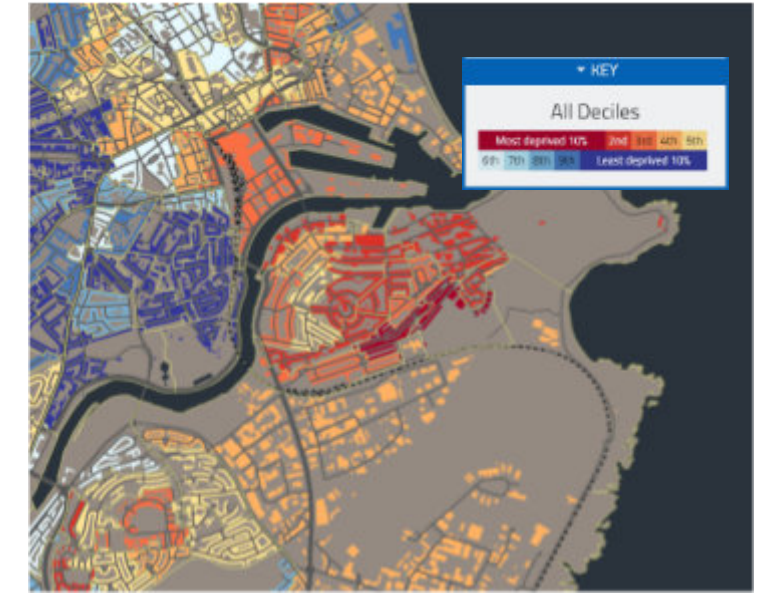 KEY
All Deciles
Most deprived 10% 2nd 3rd 4th 5th
6th 7th 8th 9th Least deprived 10%